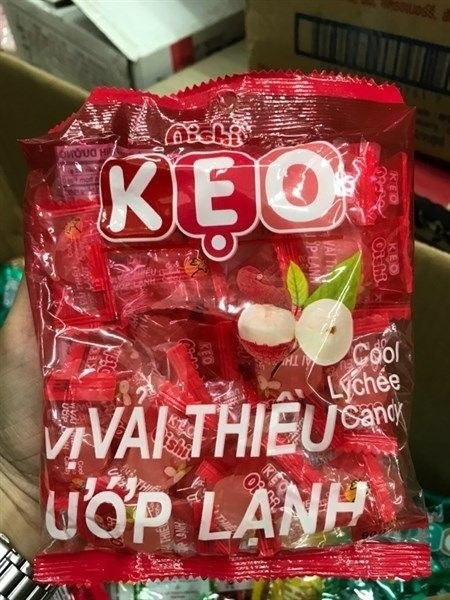 nichi
KẸO
Cool
Lychee
Candy
VỊ VẢI THIỀU
ƯỚP LẠNH